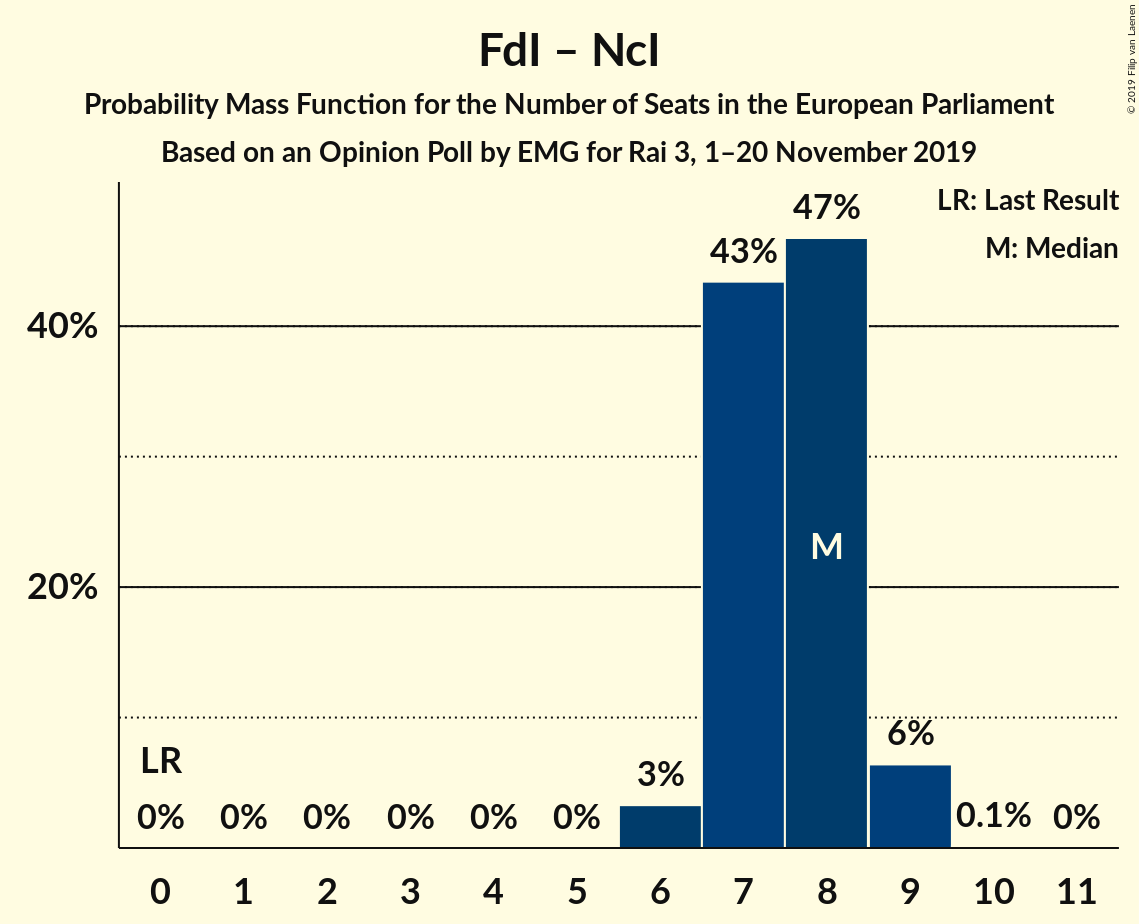 FdI – NcI
Probability Mass Function for the Number of Seats in the European Parliament
Based on an Opinion Poll by EMG for Rai 3, 1–20 November 2019
© 2019 Filip van Laenen
LR: Last Result
M: Median
47%
43%
40%
M
20%
6%
LR
3%
0% 0% 0% 0% 0% 0% 0.1% 0%
0 1 2 3 4 5 6 7 8 9 10 11